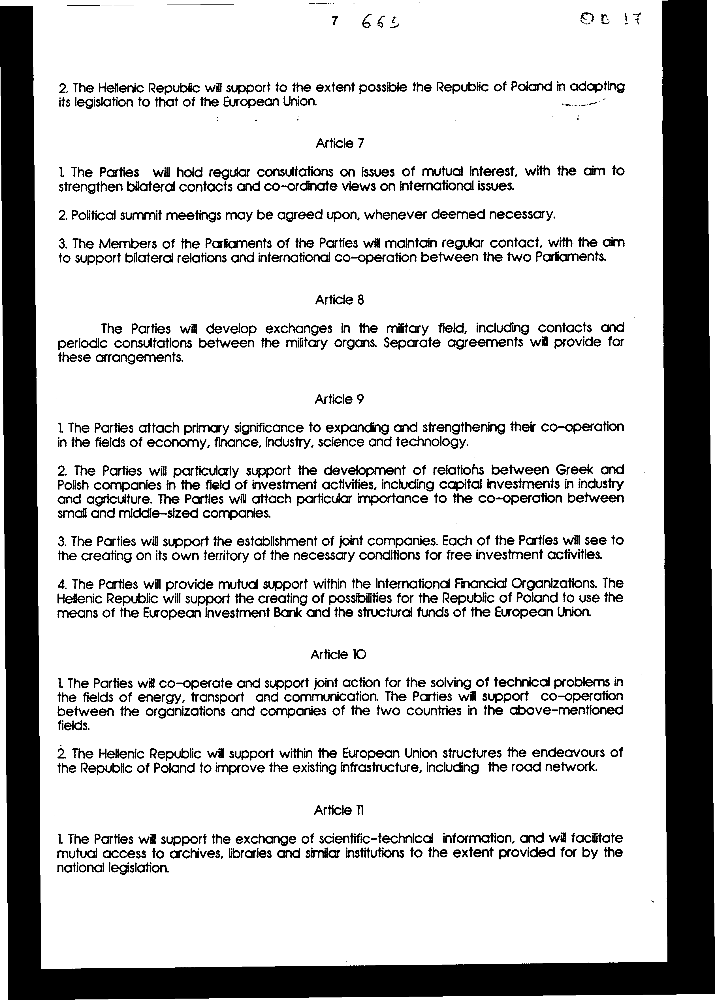 7 665
2. The Hellenic Republic will support to the extent possible the Republic of Poland in adapting
its legislation to that of the European Union.
Article 7
1. The Parties will hold regular consultations on issues of mutual interest, with the aim to
strengthen bilateral contacts and co-ordinate views on international issues.
2. Political summit meetings may be agreed upon, whenever deemed necessary.
3. The Members of the Parliaments of the Parties will maintain regular contact, with the aim
to support bilateral relations and international co-operation between the two Parliaments.
Article 8
The Parties will develop exchanges in the military field, including contacts and
periodic consultations between the military organs. Separate agreements will provide for
these arrangements.
Article 9
1. The Parties attach primary significance to expanding and strengthening their co-operation
in the fields of economy, finance, industry, science and technology.
2. The Parties will particularly support the development of relations between Greek and
Polish companies in the field of investment activities, including capital investments in industry
and agriculture. The Parties will attach particular importance to the co-operation between
small and middle-sized companies.
3. The Parties will support the establishment of joint companies. Each of the Parties will see to
the creating on its own territory of the necessary conditions for free investment activities.
4. The Parties will provide mutual support within the International Financial Organizations. The
Hellenic Republic will support the creating of possibilities for the Republic of Poland to use the
means of the European Investment Bank and the structural funds of the European Union.
Article 10
1. The Parties will co-operate and support joint action for the solving of technical problems in
the fields of energy, transport and communication. The Parties will support co-operation
between the organizations and companies of the two countries in the above-mentioned
fields.
2. The Hellenic Republic will support within the European Union structures the endeavours of
the Republic of Poland to improve the existing infrastructure, including the road network.
Article 11
1. The Parties will support the exchange of scientific-technical information, and will facilitate
mutual access to archives, libraries and similar institutions to the extent provided for by the
national legislation.